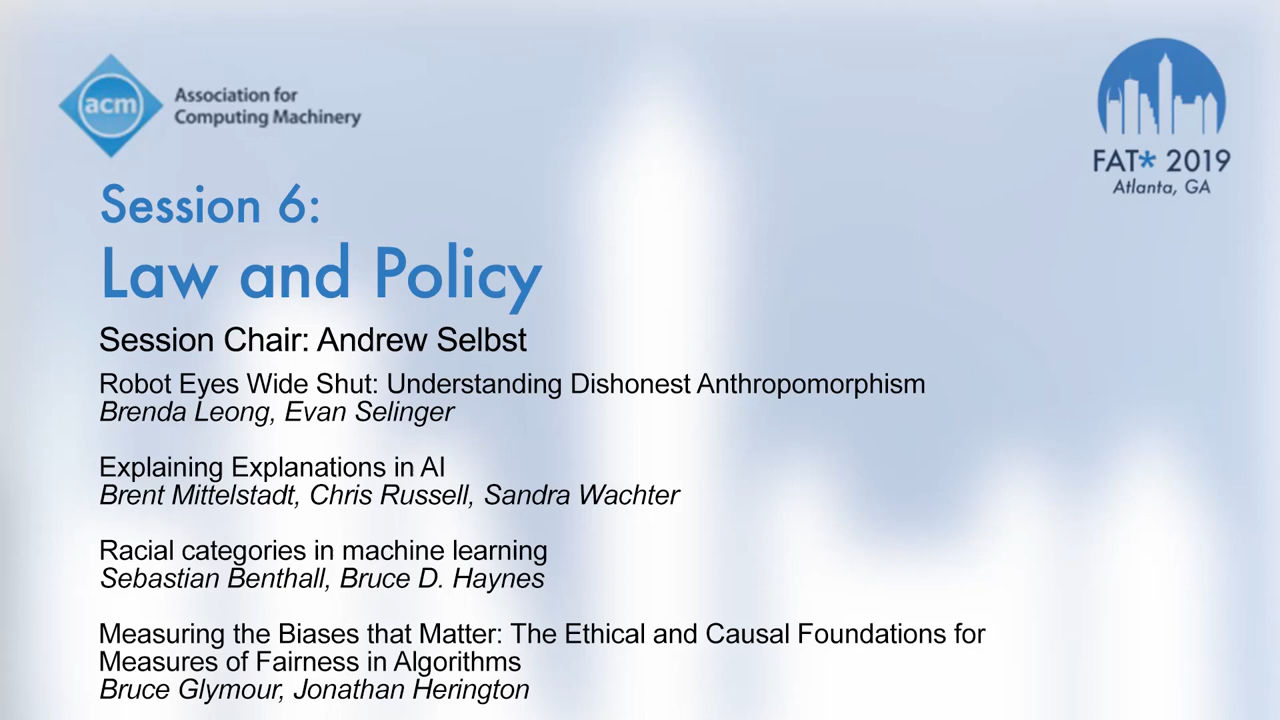 acm
Association for
Computing Machinery
FAT* 2019
Atlanta, GA
Session 6:
Law and Policy
Session Chair: Andrew Selbst
Robot Eyes Wide Shut: Understanding Dishonest Anthropomorphism
Brenda Leong, Evan Selinger
Explaining Explanations in AI
Brent Mittelstadt, Chris Russell, Sandra Wachter
Racial categories in machine learning
Sebastian Benthall, Bruce D. Haynes
Measuring the Biases that Matter: The Ethical and Causal Foundations for
Measures of Fairness in Algorithms
Bruce Glymour, Jonathan Herington